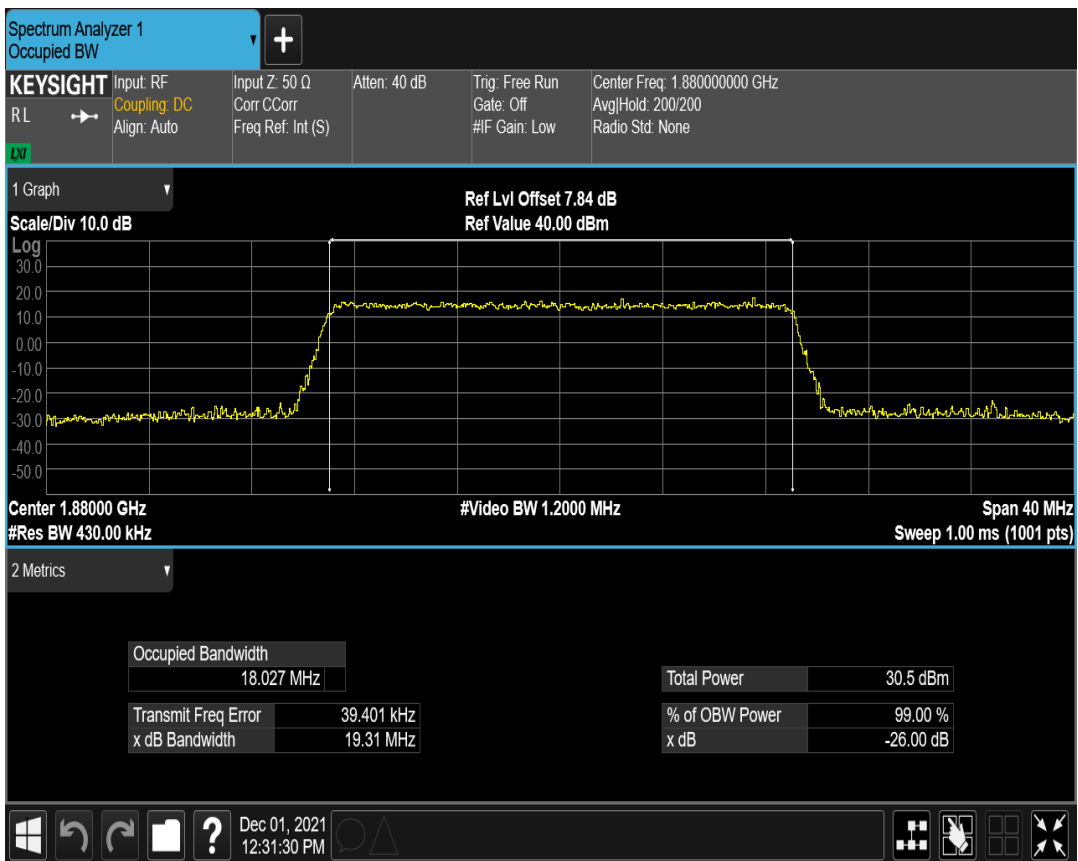 Spectrum Analyzer 1
Occupied BW
KEYSIGHT
R L
LXI
Input: RF
Coupling: DC
Align: Auto
Input Z: 50 Ω
Corr CCorr
Freq Ref: Int (S)
Atten: 40 dB
Trig: Free Run
Gate: Off
#IF Gain: Low
Center Freq: 1.880000000 GHz
Avg|Hold: 200/200
Radio Std: None
1 Graph
Scale/Div 10.0 dB
Ref Lvl Offset 7.84 dB
Ref Value 40.00 dBm
Log
30.0
20.0
10.0
0.00
-10.0
-20.0
-30.0
-40.0
-50.0
Center 1.88000 GHz
#Video BW 1.2000 MHz
Span 40 MHz
#Res BW 430.00 kHz
Sweep 1.00 ms (1001 pts)
2 Metrics
Occupied Bandwidth
18.027 MHz
Total Power 30.5 dBm
Transmit Freq Error 39.401 kHz
% of OBW Power 99.00 %
x dB Bandwidth 19.31 MHz
x dB -26.00 dB
?
Dec 01, 2021
12:31:30 PM